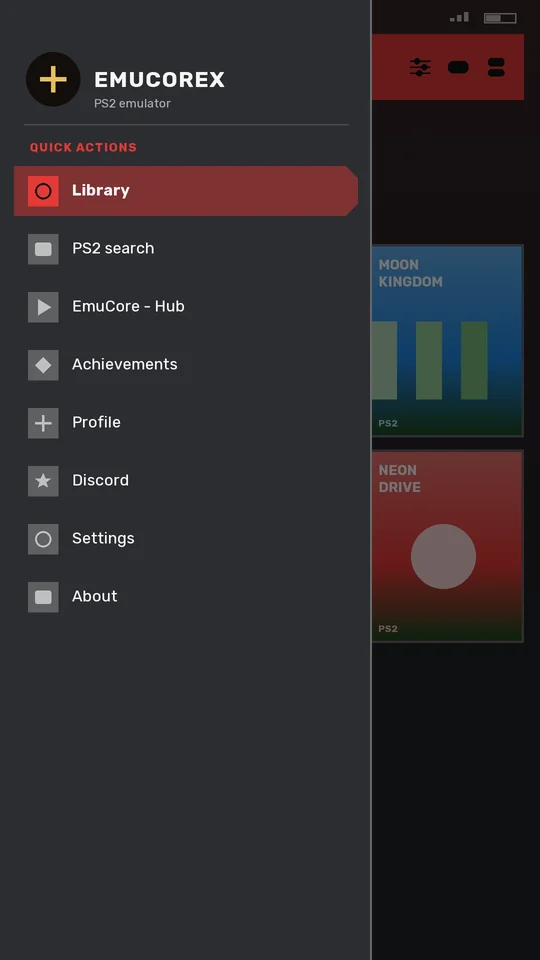 EMUCOREX
PS2 emulator
QUICK ACTIONS
Library
PS2 search
EmuCore - Hub
Achievements
Profile
Discord
Settings
About
MOON
KINGDOM
PS2
NEON
DRIVE
PS2